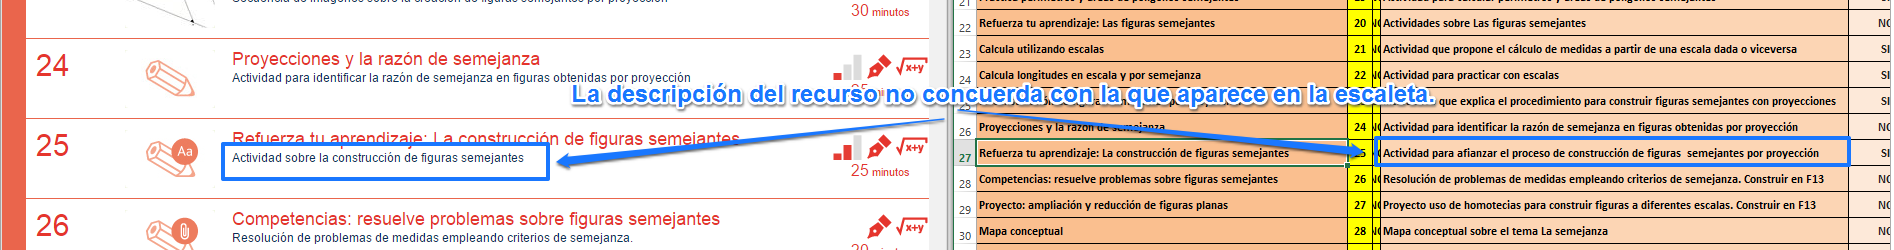 30 minutos
24
Proyecciones y la razón de semejanza
Actividad para identificar la razón de semejanza en figuras obtenidas por proyección
√x+y
25
Refuerza tu aprendizaje: La construcción de figuras semejantes
Aa
Actividad sobre la construcción de figuras semejantes
√x+y
25 minutos
26
Competencias: resuelve problemas sobre figuras semejantes
Resolución de problemas de medidas empleando criterios de semejanza.
√x+y
La descripción del recurso no concuerda con la que aparece en la escaleta.
21
22 Refuerza tu aprendizaje: Las figuras semejantes 20 NO Actividades sobre Las figuras semejantes
23 Calcula utilizando escalas 21 Actividad que propone el cálculo de medidas a partir de una escala dada o viceversa
24 Calcula longitudes en escala y por semejanza 22 Actividad para practicar con escalas
que explica el procedimiento para construir figuras semejantes con proyecciones
26 Proyecciones y la razón de semejanza 24 Actividad para identificar la razón de semejanza en figuras obtenidas por proyección
27 Refuerza tu aprendizaje: La construcción de figuras semejantes 25 Actividad para afianzar el proceso de construcción de figuras semejantes por proyección
28 Competencias: resuelve problemas sobre figuras semejantes 26 Resolución de problemas de medidas empleando criterios de semejanza. Construir en F13
29 Proyecto: ampliación y reducción de figuras planas 27 Proyecto uso de homotecias para construir figuras a diferentes escalas. Construir en F13
30 Mapa conceptual 28 Mapa conceptual sobre el tema La semejanza